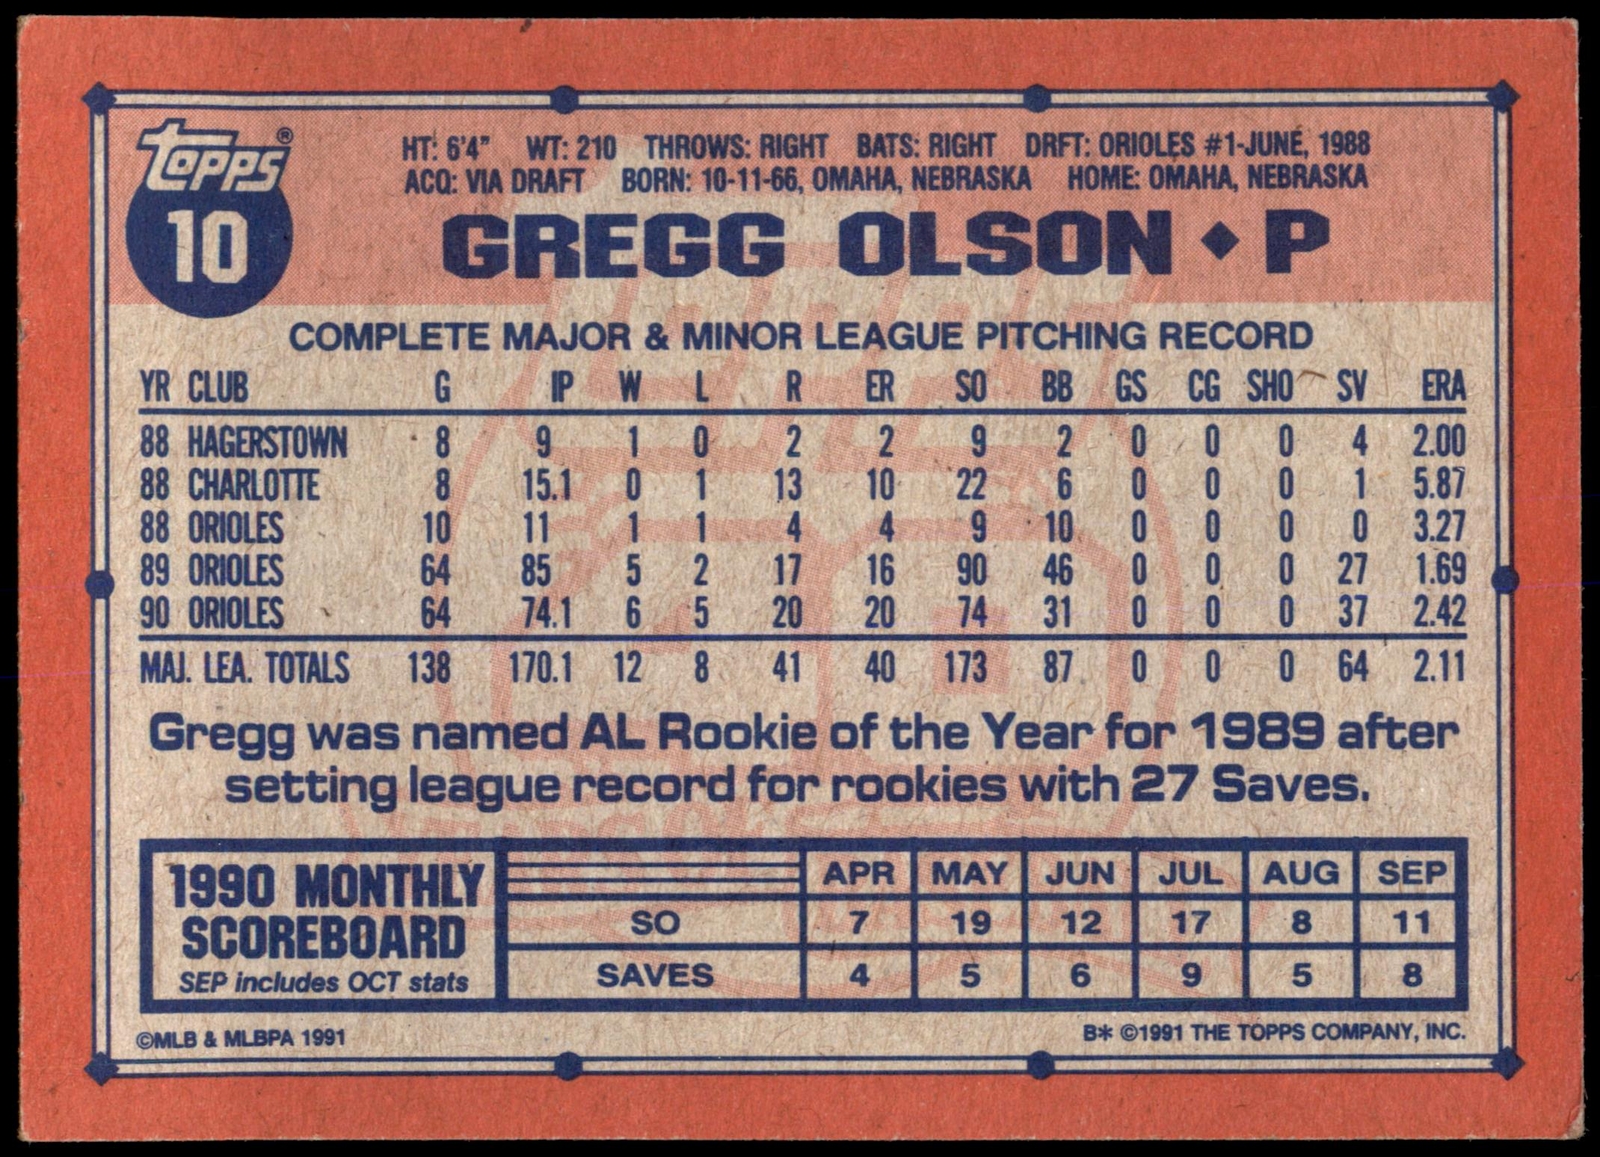 Topps®
10
HT: 6'4" WT: 210 THROWS: RIGHT BATS: RIGHT DRFT: ORIOLES #1-JUNE, 1988
ACQ: VIA DRAFT BORN: 10-11-66, OMAHA, NEBRASKA HOME: OMAHA, NEBRASKA
GREGG OLSON ◆ P
COMPLETE MAJOR & MINOR LEAGUE PITCHING RECORD
YR CLUB G IP W L R ER SO BB GS CG SHO SV ERA
88 HAGERSTOWN 8 9 1 0 2 2 9 2 0 0 0 4 2.00
88 CHARLOTTE 8 15.1 0 1 13 10 22 6 0 0 0 1 5.87
88 ORIOLES 10 11 1 1 4 4 9 10 0 0 0 0 3.27
89 ORIOLES 64 85 5 2 17 16 90 46 0 0 0 27 1.69
90 ORIOLES 64 74.1 6 5 20 20 74 31 0 0 0 37 2.42
MAJ. LEA. TOTALS 138 170.1 12 8 41 40 173 87 0 0 0 64 2.11
Gregg was named AL Rookie of the Year for 1989 after
setting league record for rookies with 27 Saves.
1990 MONTHLY
SCOREBOARD
SEP includes OCT stats
APR MAY JUN JUL AUG SEP
SO 7 19 12 17 8 11
SAVES 4 5 6 9 5 8
©MLB & MLBPA 1991
B* ©1991 THE TOPPS COMPANY, INC.